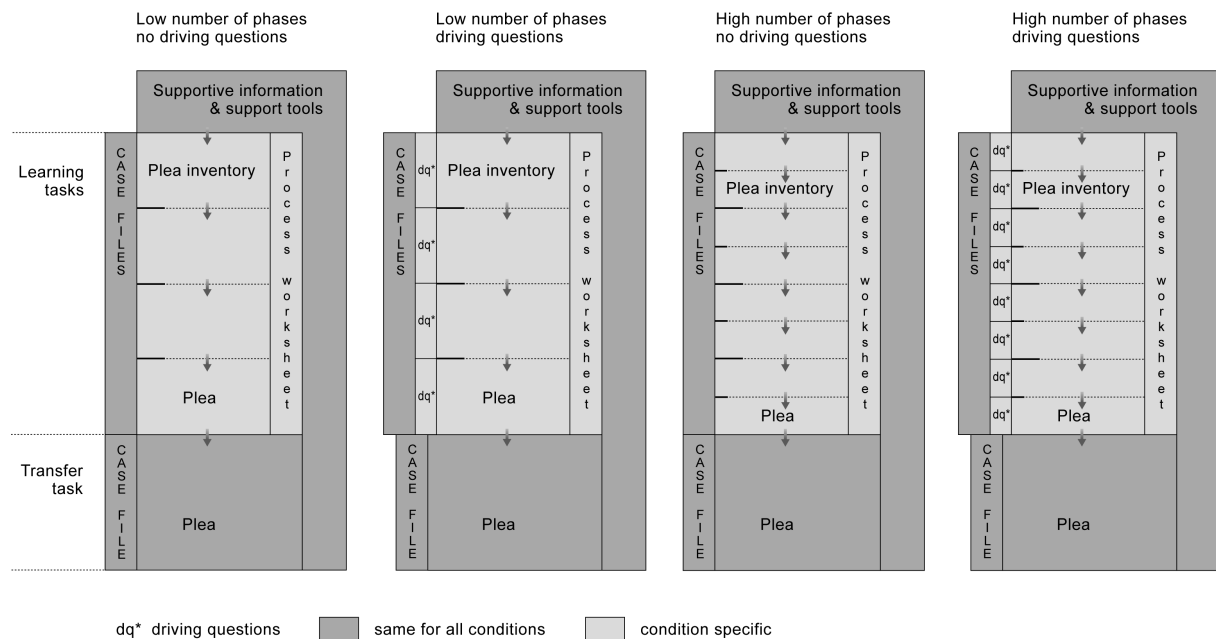 Low number of phases
no driving questions
Low number of phases
driving questions
High number of phases
no driving questions
High number of phases
driving questions
Supportive information
& support tools
Supportive information
& support tools
Supportive information
& support tools
Supportive information
& support tools
Learning
tasks
CASE FILES
Plea inventory
Plea
Process worksheet
CASE FILES
dq*
dq*
dq*
dq*
Plea inventory
Plea
Process worksheet
CASE FILES
Plea inventory
Plea
Process worksheet
CASE FILES
dq*
dq*
dq*
dq*
dq*
dq*
dq*
dq*
Plea inventory
Plea
Process worksheet
Transfer
task
CASE FILE
Plea
CASE FILE
Plea
CASE FILE
Plea
CASE FILE
Plea
dq* driving questions
same for all conditions
condition specific